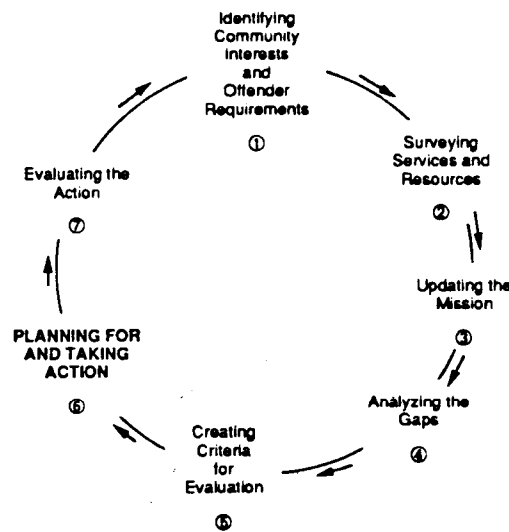 Identifying
Community
Interests
and
Offender
Requirements
①
Surveying
Services and
Resources
②
Updating the
Mission
③
Analyzing the
Gaps
④
Creating
Criteria
for
Evaluation
⑤
PLANNING FOR
AND TAKING
ACTION
⑥
Evaluating the
Action
⑦